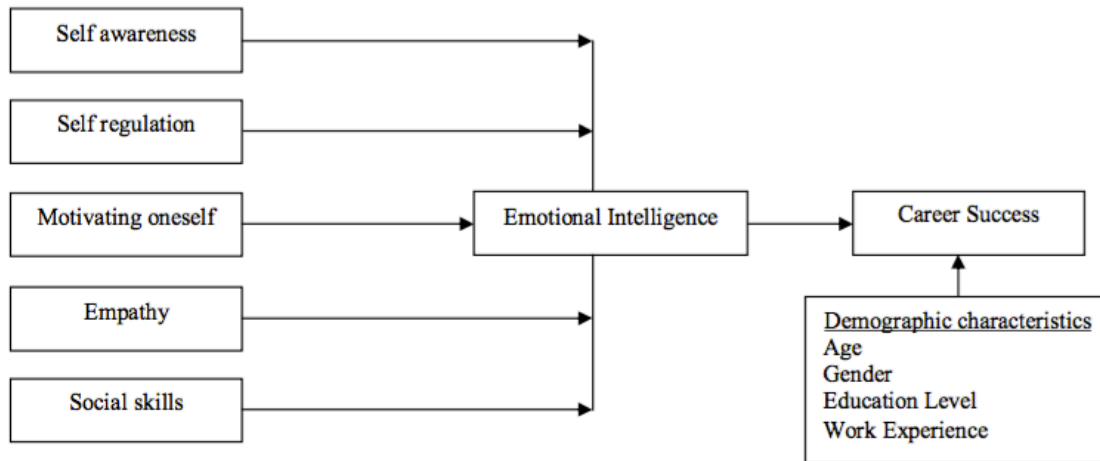 Self awareness
Self regulation
Motivating oneself
Emotional Intelligence
Career Success
Empathy
Social skills
Demographic characteristics
Age
Gender
Education Level
Work Experience